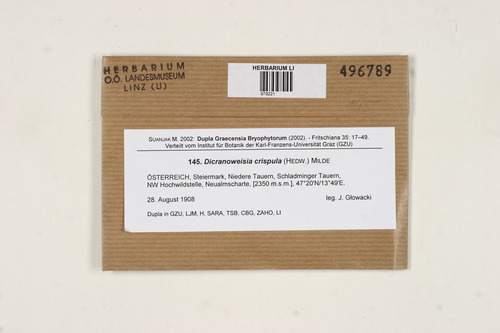 HERBARIUM
O.Ö. LANDESMUSEUM
LINZ (LI)
HERBARIUM LI
979221
496789
SUANJAK M. 2002: Dupla Graecensia Bryophytorum (2002). - Fritschiana 35: 17–49.
Verteilt vom Institut für Botanik der Karl-Franzens-Universität Graz (GZU)
145. Dicranoweisia crispula (HEDW.) MILDE
ÖSTERREICH, Steiermark, Niedere Tauern, Schladminger Tauern,
NW Hochwildstelle, Neualmscharte, [2350 m.s.m.], 47°20'N/13°49'E.
28. August 1908
leg. J. Głowacki
Dupla in GZU, LJM, H, SARA, TSB, CBG, ZAHO, LI